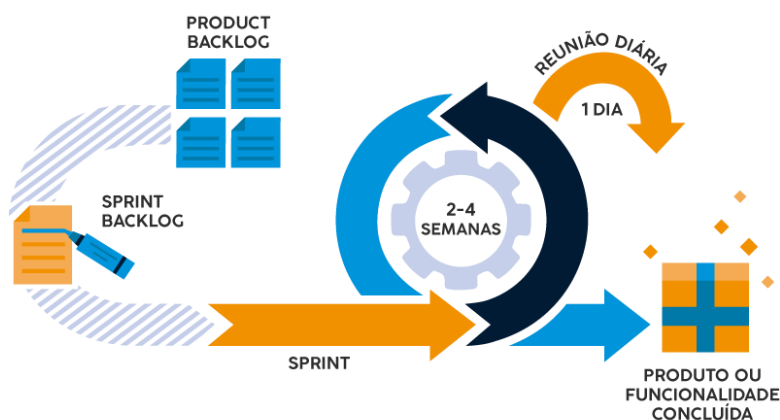 PRODUCT
BACKLOG
REUNIÃO DIÁRIA
1 DIA
SPRINT
BACKLOG
2-4
SEMANAS
SPRINT
PRODUTO OU
FUNCIONALIDADE
CONCLUÍDA